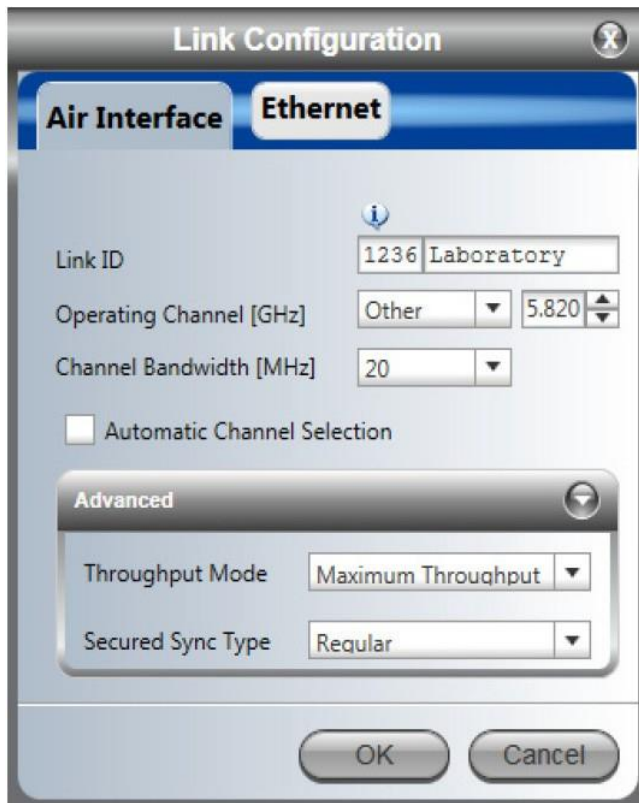 Link Configuration
Air Interface
Ethernet
Link ID 1236 Laboratory
Operating Channel [GHz] Other 5.820
Channel Bandwidth [MHz] 20
Automatic Channel Selection
Advanced
Throughput Mode Maximum Throughput
Secured Sync Type Regular
OK Cancel